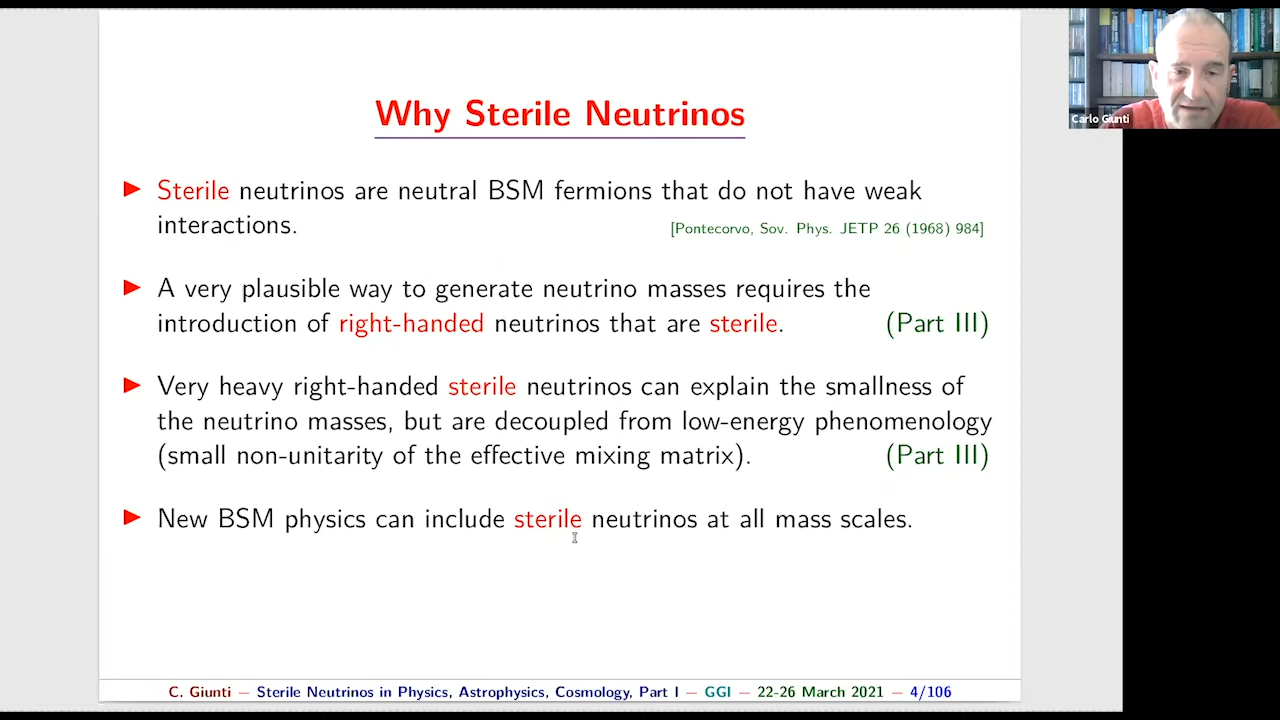 Carlo Giunti
Why Sterile Neutrinos
Sterile neutrinos are neutral BSM fermions that do not have weak
interactions. [Pontecorvo, Sov. Phys. JETP 26 (1968) 984]
A very plausible way to generate neutrino masses requires the
introduction of right-handed neutrinos that are sterile. (Part III)
Very heavy right-handed sterile neutrinos can explain the smallness of
the neutrino masses, but are decoupled from low-energy phenomenology
(small non-unitarity of the effective mixing matrix). (Part III)
New BSM physics can include sterile neutrinos at all mass scales.
C. Giunti − Sterile Neutrinos in Physics, Astrophysics, Cosmology, Part I − GGI − 22-26 March 2021 − 4/106